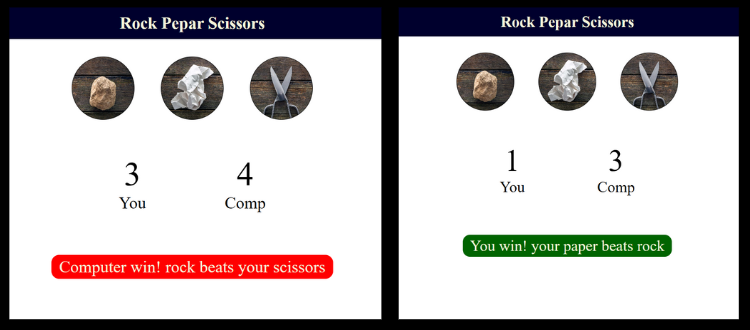 Rock Pepar Scissors
3 4
You Comp
Computer win! rock beats your scissors
Rock Pepar Scissors
1 3
You Comp
You win! your paper beats rock